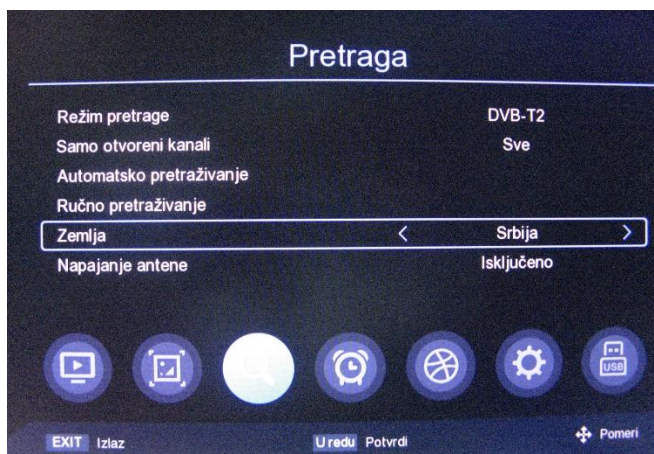 Pretraga
Režim pretrage DVB-T2
Samo otvoreni kanali Sve
Automatsko pretraživanje
Ručno pretraživanje
Zemlja < Srbija >
Napajanje antene Isključeno
USB
EXIT Izlaz U redu Potvrdi Pomeri